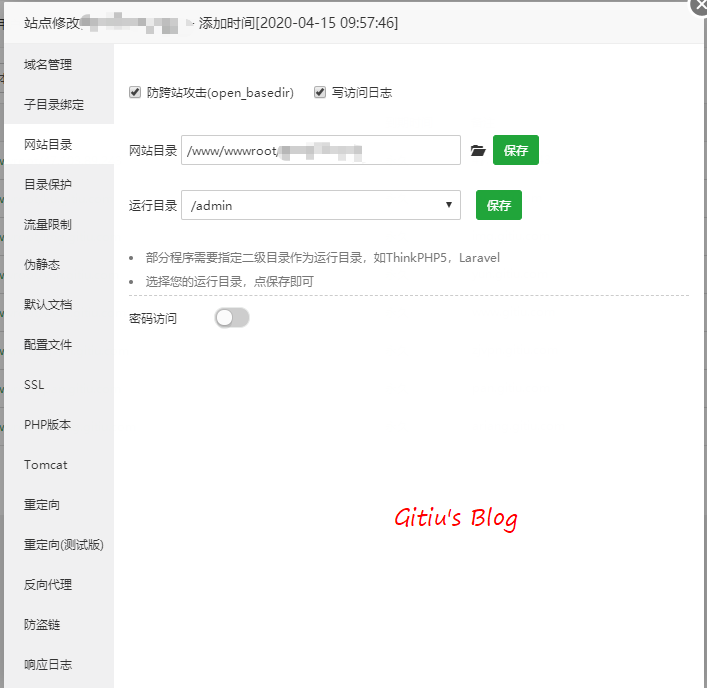 站点修改 - 添加时间[2020-04-15 09:57:46]
域名管理
子目录绑定
网站目录
目录保护
流量限制
伪静态
默认文档
配置文件
SSL
PHP版本
Tomcat
重定向
重定向(测试版)
反向代理
防盗链
响应日志
防跨站攻击(open_basedir) 写访问日志
网站目录 /www/wwwroot/ 保存
运行目录 /admin 保存
• 部分程序需要指定二级目录作为运行目录，如ThinkPHP5，Laravel
• 选择您的运行目录，点保存即可
密码访问
Gitiu's Blog